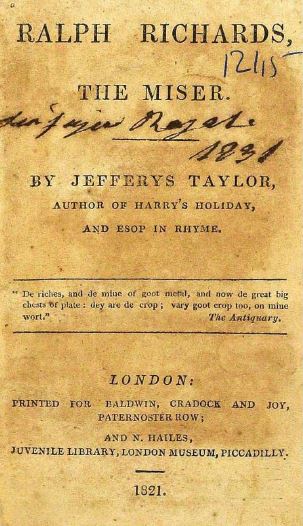 RALPH RICHARDS,
12/15
THE MISER.
1831
BY JEFFERYS TAYLOR,
AUTHOR OF HARRY'S HOLIDAY,
AND ESOP IN RHYME.
" De riches, and de mine of goot metal, and now de great big
chests of plate : dey are de crop ; vary goot crop too, on mine
wort." The Antiquary.
LONDON:
PRINTED FOR BALDWIN, CRADOCK AND JOY,
PATERNOSTER ROW;
AND N. HAILES,
JUVENILE LIBRARY, LONDON MUSEUM, PICCADILLY.
1821.